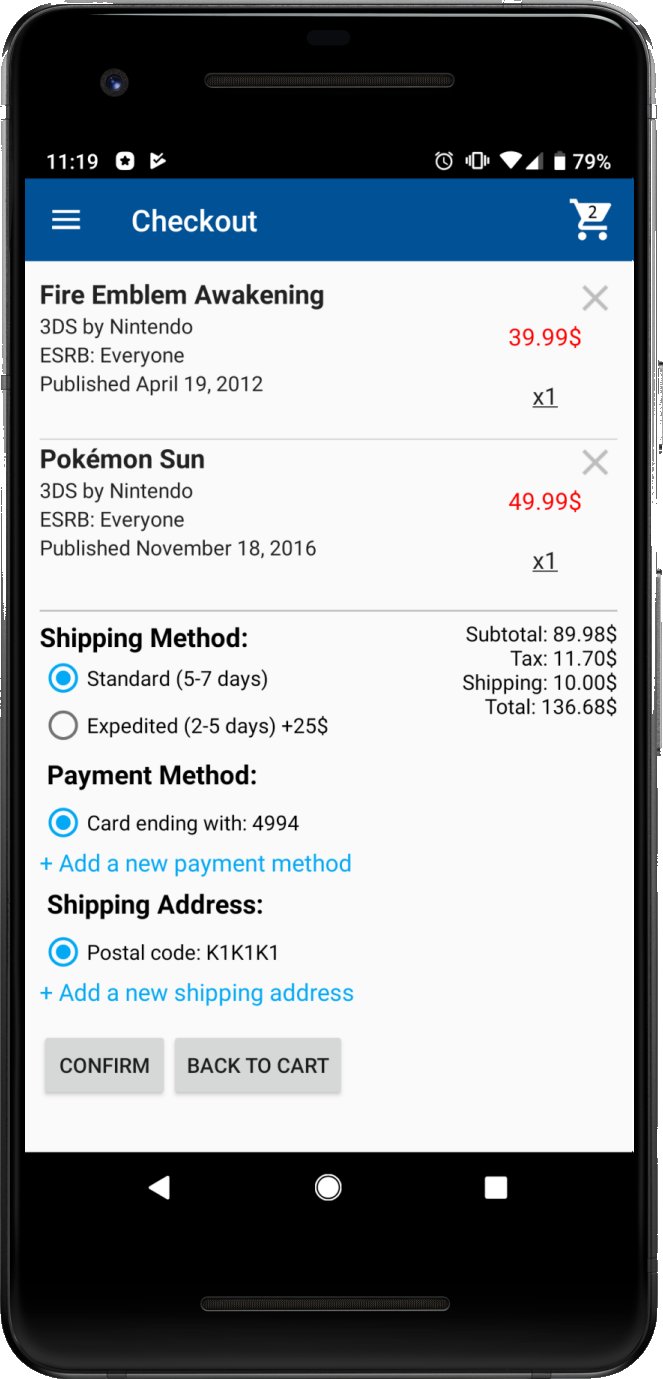 11:19
79%
Checkout
2
Fire Emblem Awakening
3DS by Nintendo
39.99$
ESRB: Everyone
Published April 19, 2012
x1
Pokémon Sun
3DS by Nintendo
49.99$
ESRB: Everyone
Published November 18, 2016
x1
Shipping Method:
Standard (5-7 days)
Expedited (2-5 days) +25$
Subtotal: 89.98$
Tax: 11.70$
Shipping: 10.00$
Total: 136.68$
Payment Method:
Card ending with: 4994
+ Add a new payment method
Shipping Address:
Postal code: K1K1K1
+ Add a new shipping address
CONFIRM
BACK TO CART